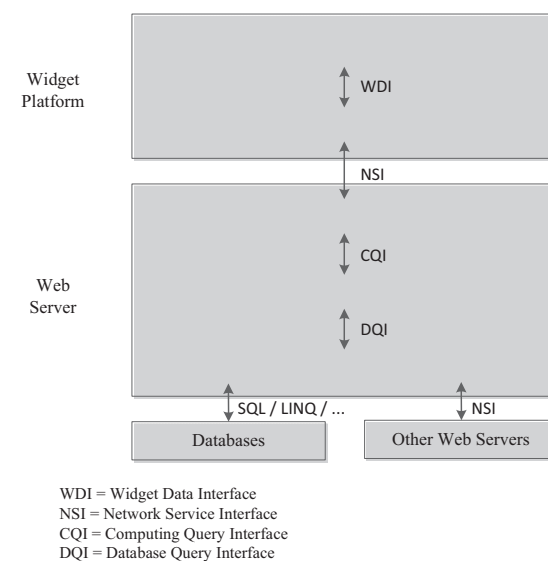 Widget
Platform
WDI
NSI
Web
Server
CQI
DQI
SQL / LINQ / ...
NSI
Databases
Other Web Servers
WDI = Widget Data Interface
NSI = Network Service Interface
CQI = Computing Query Interface
DQI = Database Query Interface